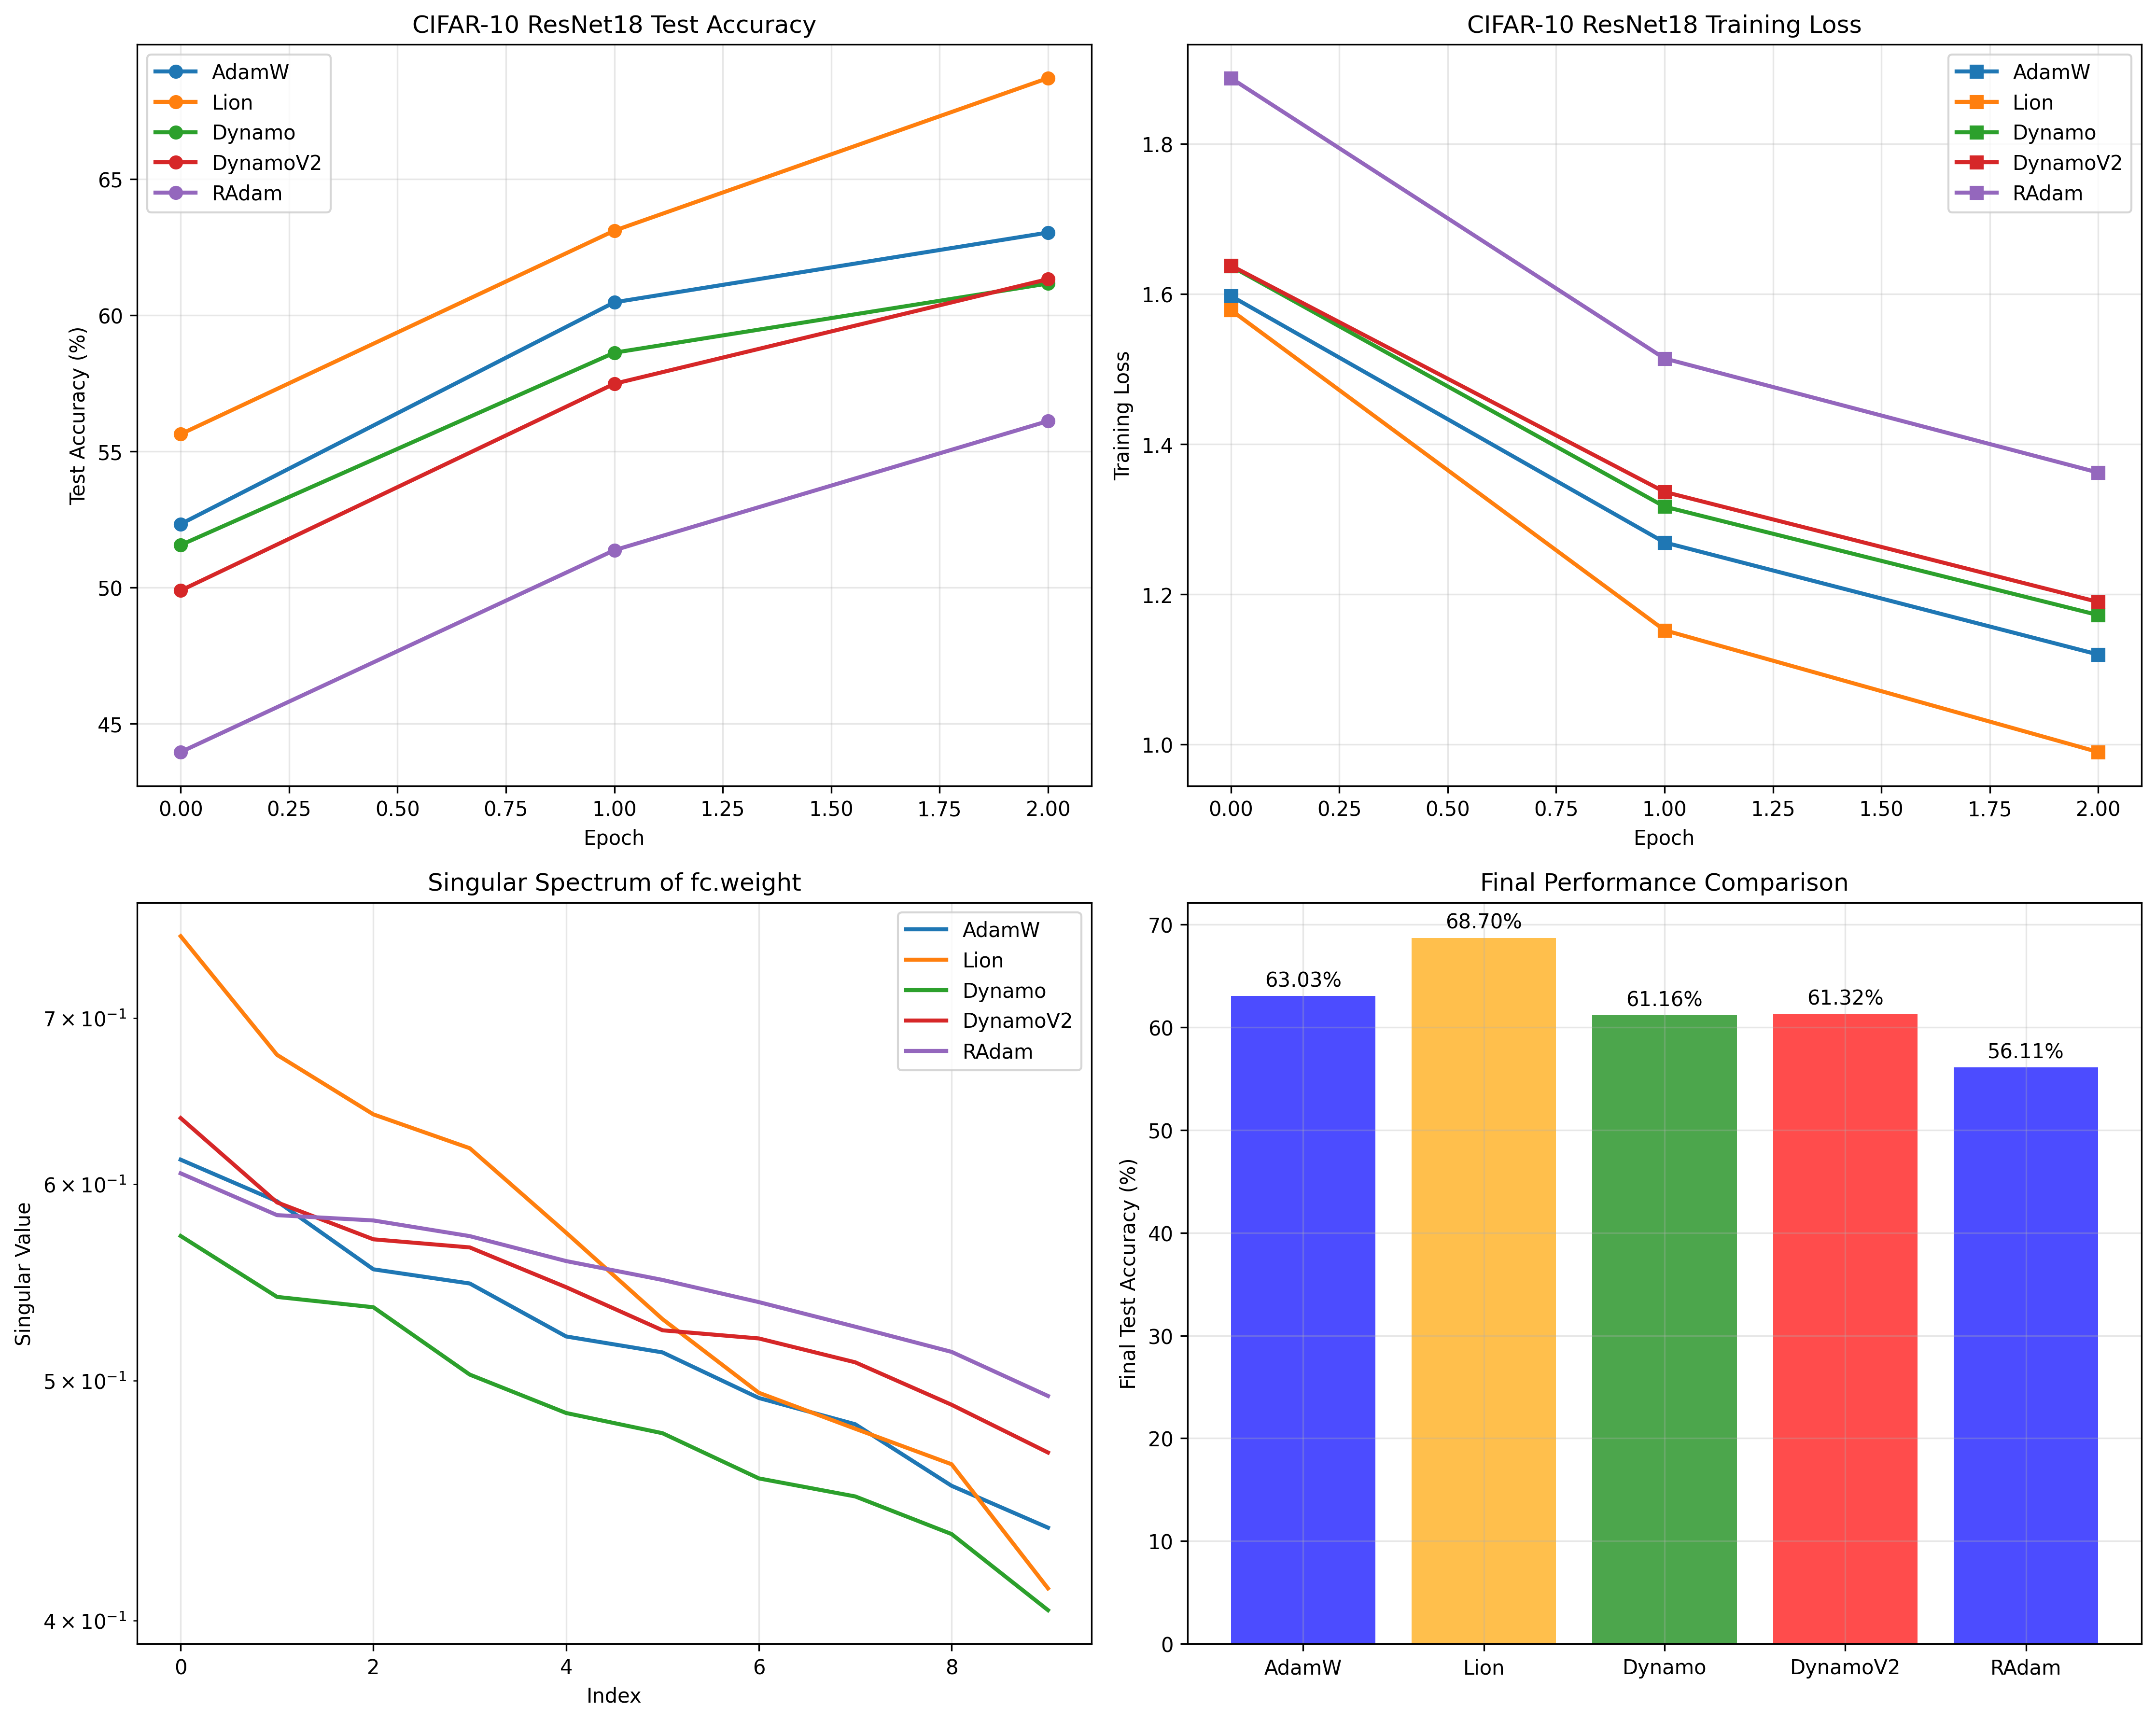 CIFAR-10 ResNet18 Test Accuracy
AdamW
Lion
Dynamo
DynamoV2
RAdam
Test Accuracy (%)
65
60
55
50
45
0.00 0.25 0.50 0.75 1.00 1.25 1.50 1.75 2.00
Epoch
CIFAR-10 ResNet18 Training Loss
AdamW
Lion
Dynamo
DynamoV2
RAdam
Training Loss
1.8
1.6
1.4
1.2
1.0
0.00 0.25 0.50 0.75 1.00 1.25 1.50 1.75 2.00
Epoch
Singular Spectrum of fc.weight
AdamW
Lion
Dynamo
DynamoV2
RAdam
Singular Value
7 × 10⁻¹
6 × 10⁻¹
5 × 10⁻¹
4 × 10⁻¹
0 2 4 6 8
Index
Final Performance Comparison
Final Test Accuracy (%)
70
60
50
40
30
20
10
0
63.03%
68.70%
61.16%
61.32%
56.11%
AdamW Lion Dynamo DynamoV2 RAdam